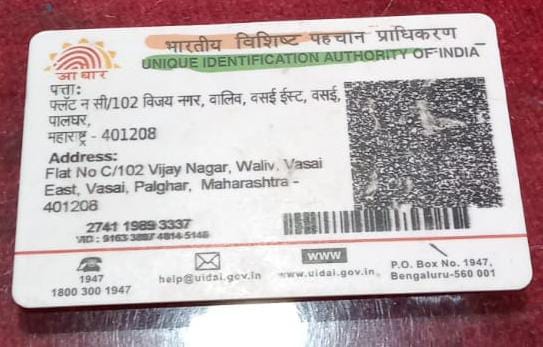 भारतीय विशिष्ट पहचान प्राधिकरण
UNIQUE IDENTIFICATION AUTHORITY OF INDIA
आधार
पत्ताः
फ्लॅट न सी/102 विजय नगर, वालिव, वसई ईस्ट, वसई,
पालघर,
महाराष्ट्र - 401208
Address:
Flat No C/102 Vijay Nagar, Waliv, Vasai
East, Vasai, Palghar, Maharashtra -
401208
2741 1989 3337
VID : 9163 3887 4814 5146
1947
1800 300 1947
help@uidai.gov.in
www
www.uidai.gov.in
P.O. Box No. 1947,
Bengaluru-560 001